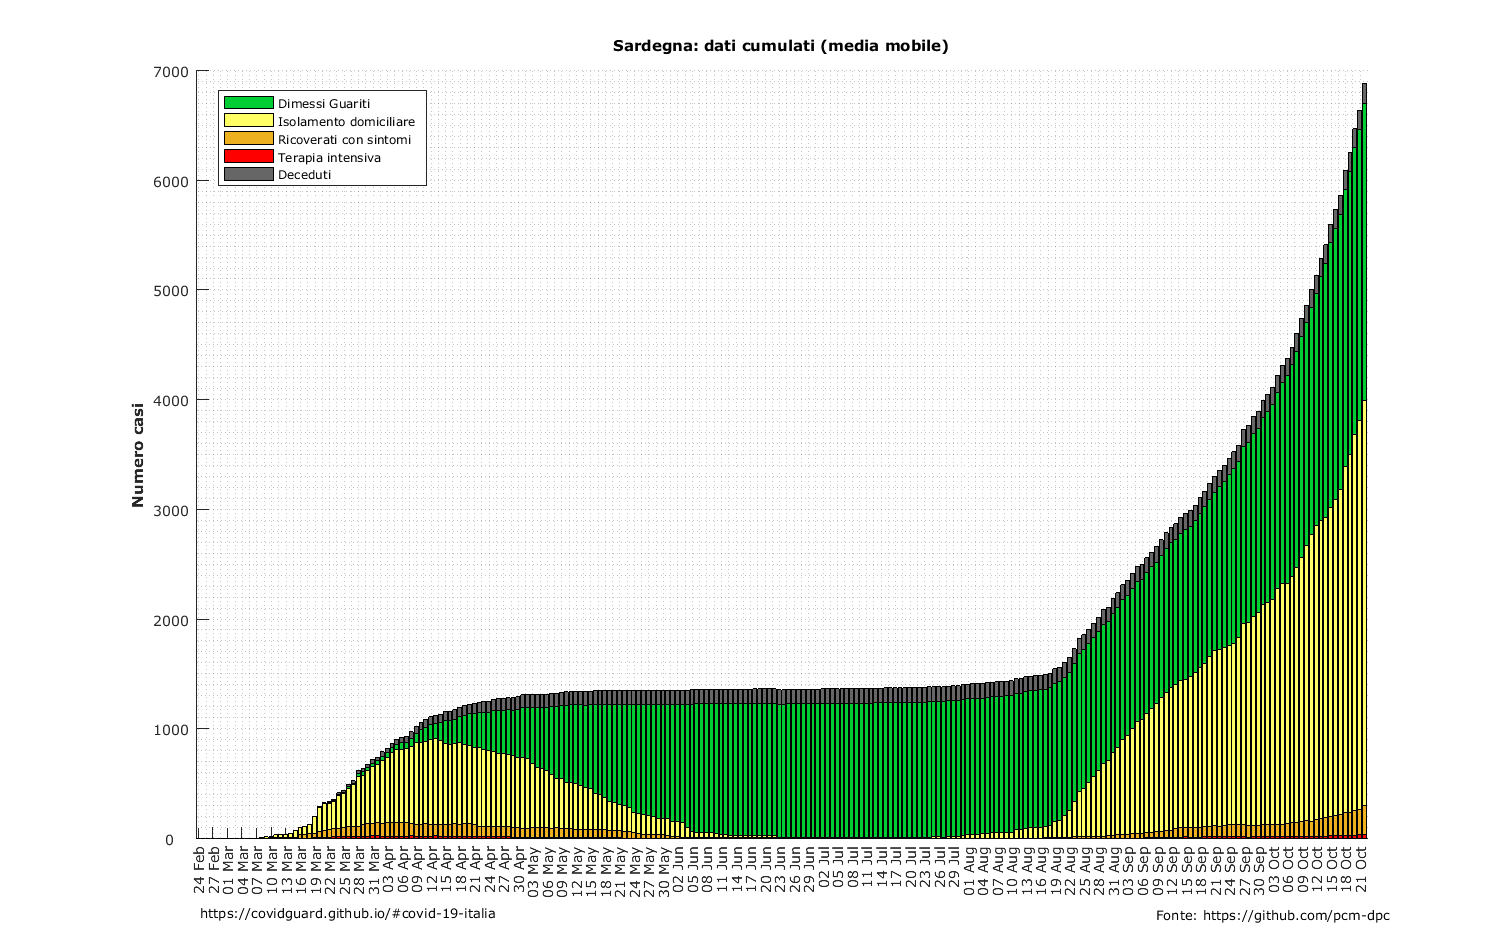 Sardegna: dati cumulati (media mobile)
7000
6000
5000
4000
3000
2000
1000
0
Numero casi
Dimessi Guariti
Isolamento domiciliare
Ricoverati con sintomi
Terapia intensiva
Deceduti
24 Feb
27 Feb
01 Mar
04 Mar
07 Mar
10 Mar
13 Mar
16 Mar
19 Mar
22 Mar
25 Mar
28 Mar
31 Mar
03 Apr
06 Apr
09 Apr
12 Apr
15 Apr
18 Apr
21 Apr
24 Apr
27 Apr
30 Apr
03 May
06 May
09 May
12 May
15 May
18 May
21 May
24 May
27 May
30 May
02 Jun
05 Jun
08 Jun
11 Jun
14 Jun
17 Jun
20 Jun
23 Jun
26 Jun
29 Jun
02 Jul
05 Jul
08 Jul
11 Jul
14 Jul
17 Jul
20 Jul
23 Jul
26 Jul
29 Jul
01 Aug
04 Aug
07 Aug
10 Aug
13 Aug
16 Aug
19 Aug
22 Aug
25 Aug
28 Aug
31 Aug
03 Sep
06 Sep
09 Sep
12 Sep
15 Sep
18 Sep
21 Sep
24 Sep
27 Sep
30 Sep
03 Oct
06 Oct
09 Oct
12 Oct
15 Oct
18 Oct
21 Oct
https://covidguard.github.io/#covid-19-italia
Fonte: https://github.com/pcm-dpc